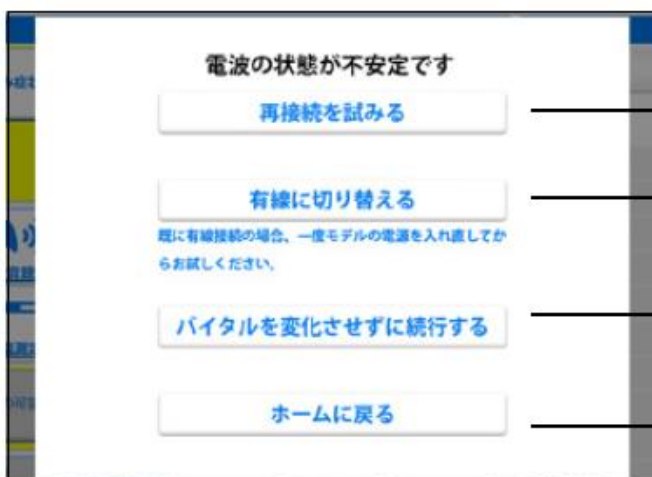 電波の状態が不安定です
再接続を試みる
有線に切り替える
既に有線接続の場合、一度モデルの電源を入れ直してか
らお試しください。
バイタルを変化させずに続行する
ホームに戻る